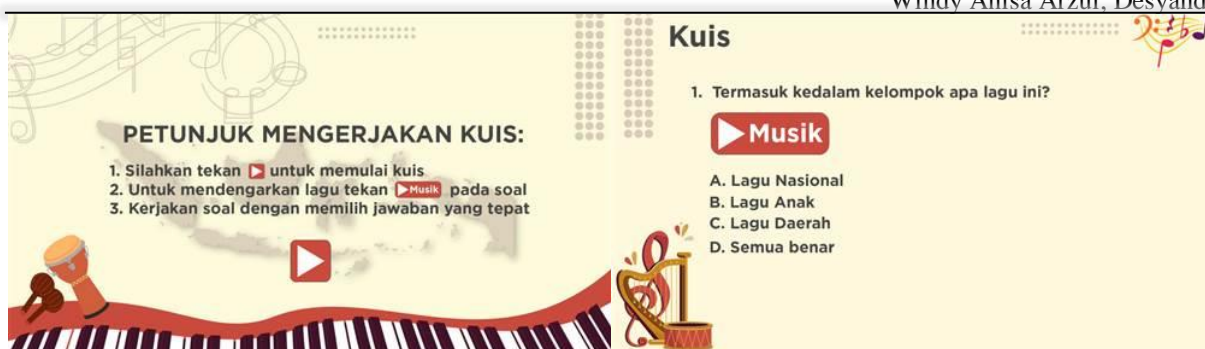 Windy Anisa Arzuf, Desyand
PETUNJUK MENGERJAKAN KUIS:
1. Silahkan tekan untuk memulai kuis
2. Untuk mendengarkan lagu tekan Musik pada soal
3. Kerjakan soal dengan memilih jawaban yang tepat
Kuis
1. Termasuk kedalam kelompok apa lagu ini?
Musik
A. Lagu Nasional
B. Lagu Anak
C. Lagu Daerah
D. Semua benar